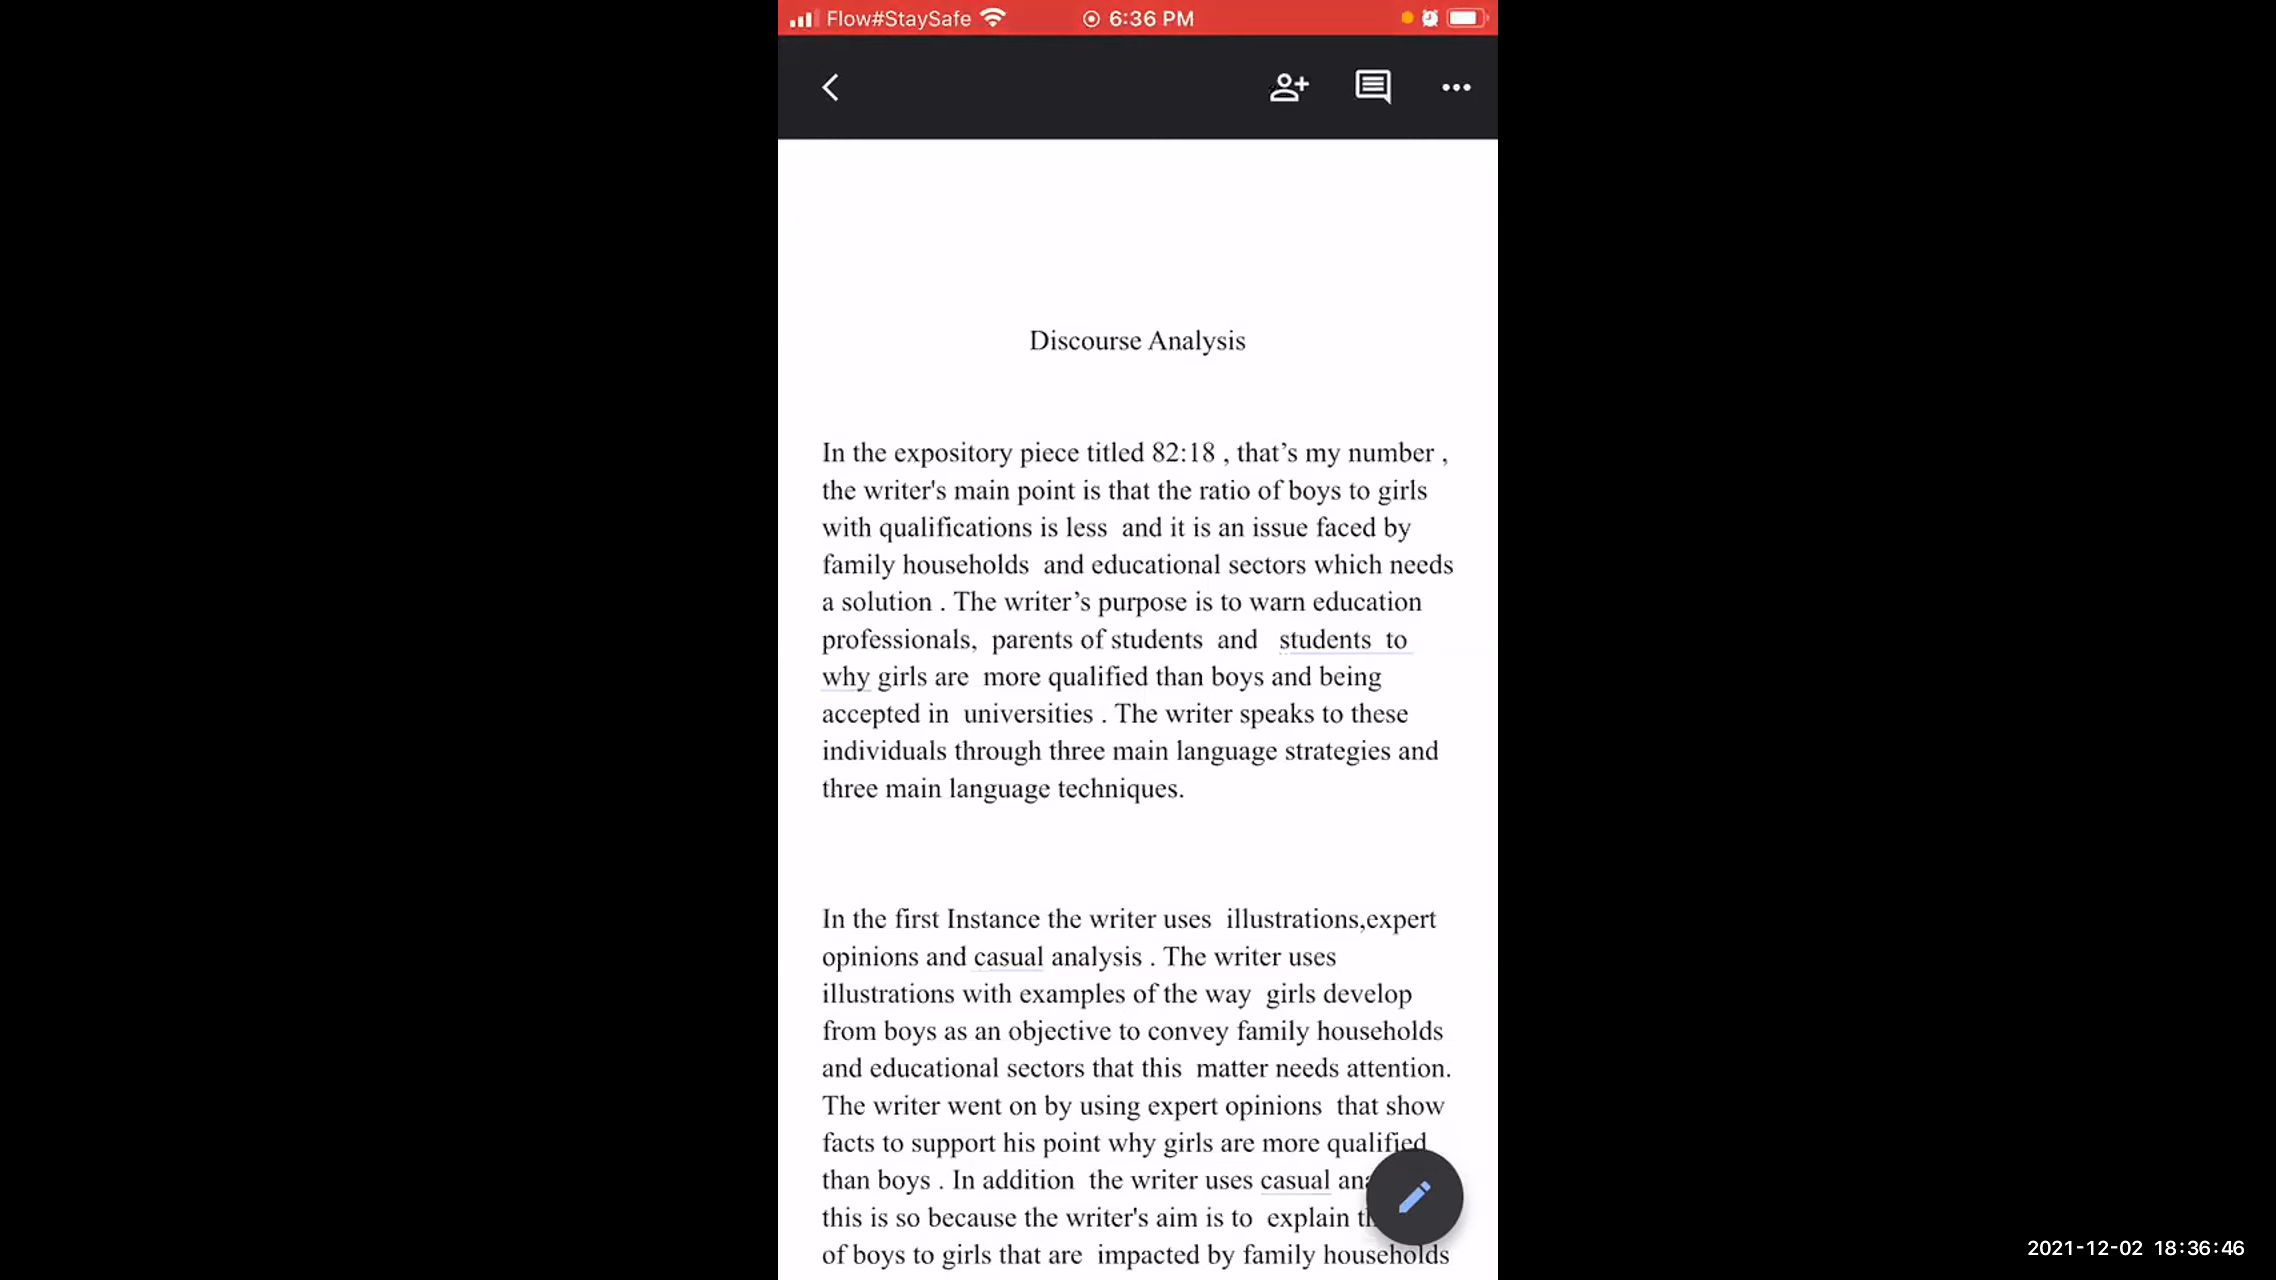 Flow#StaySafe
6:36 PM
Discourse Analysis
In the expository piece titled 82:18 , that’s my number ,
the writer's main point is that the ratio of boys to girls
with qualifications is less  and it is an issue faced by
family households  and educational sectors which needs
a solution . The writer’s purpose is to warn education
professionals,  parents of students  and   students  to
why girls are  more qualified than boys and being
accepted in  universities . The writer speaks to these
individuals through three main language strategies and
three main language techniques.
In the first Instance the writer uses  illustrations,expert
opinions and casual analysis . The writer uses
illustrations with examples of the way  girls develop
from boys as an objective to convey family households
and educational sectors that this  matter needs attention.
The writer went on by using expert opinions  that show
facts to support his point why girls are more qualified
than boys . In addition  the writer uses casual
this is so because the writer's aim is to  explain
of boys to girls that are  impacted by family households
2021-12-02 18:36:46